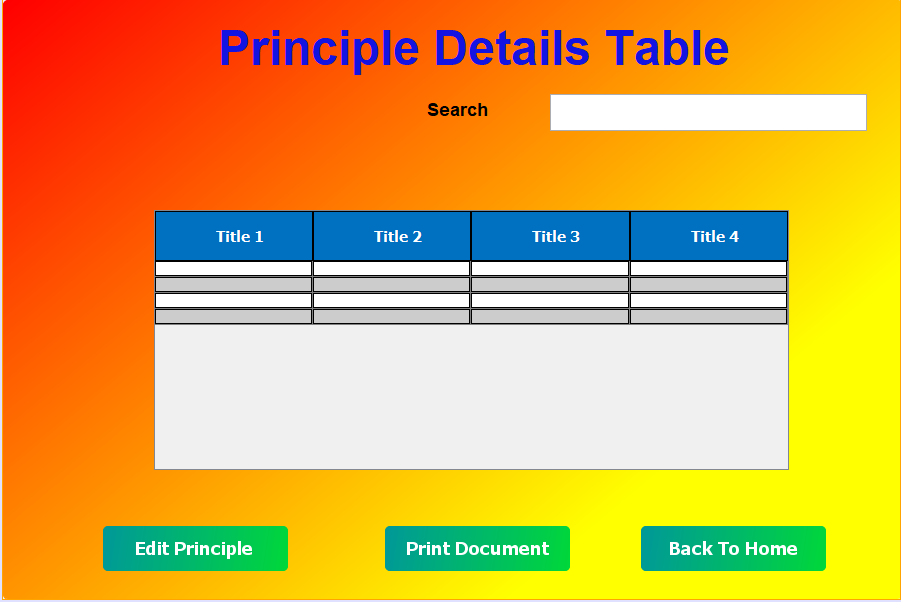 Principle Details Table
Search
Title 1 Title 2 Title 3 Title 4
Edit Principle Print Document Back To Home